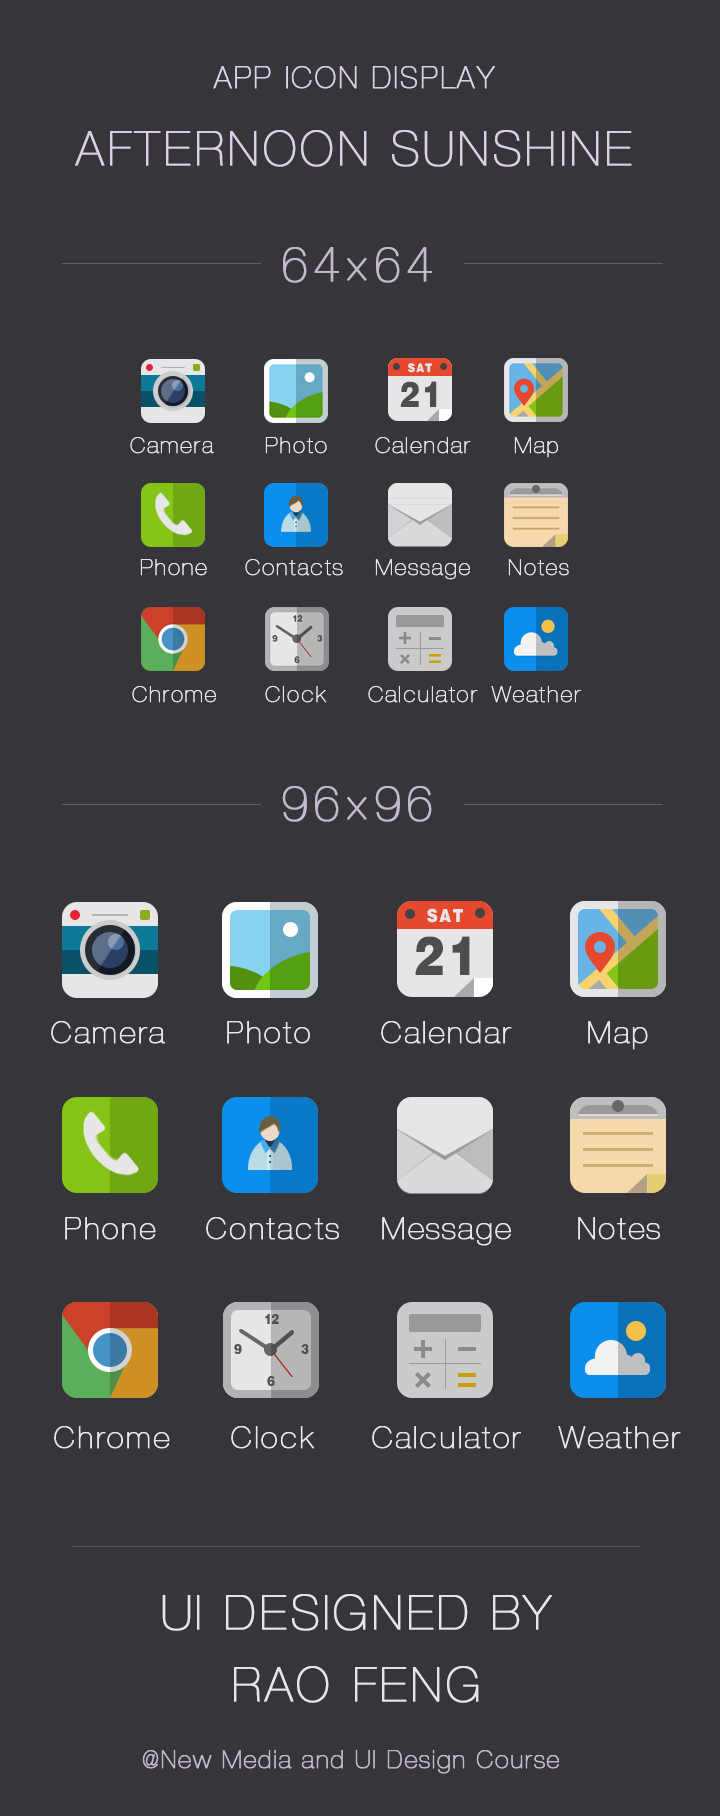 APP ICON DISPLAY
AFTERNOON SUNSHINE
64x64
SAT
21
Camera Photo Calendar Map
Phone Contacts Message Notes
12
9 3
6
Chrome Clock Calculator Weather
96x96
SAT
21
Camera Photo Calendar Map
Phone Contacts Message Notes
12
9 3
6
Chrome Clock Calculator Weather
UI DESIGNED BY
RAO FENG
@New Media and UI Design Course